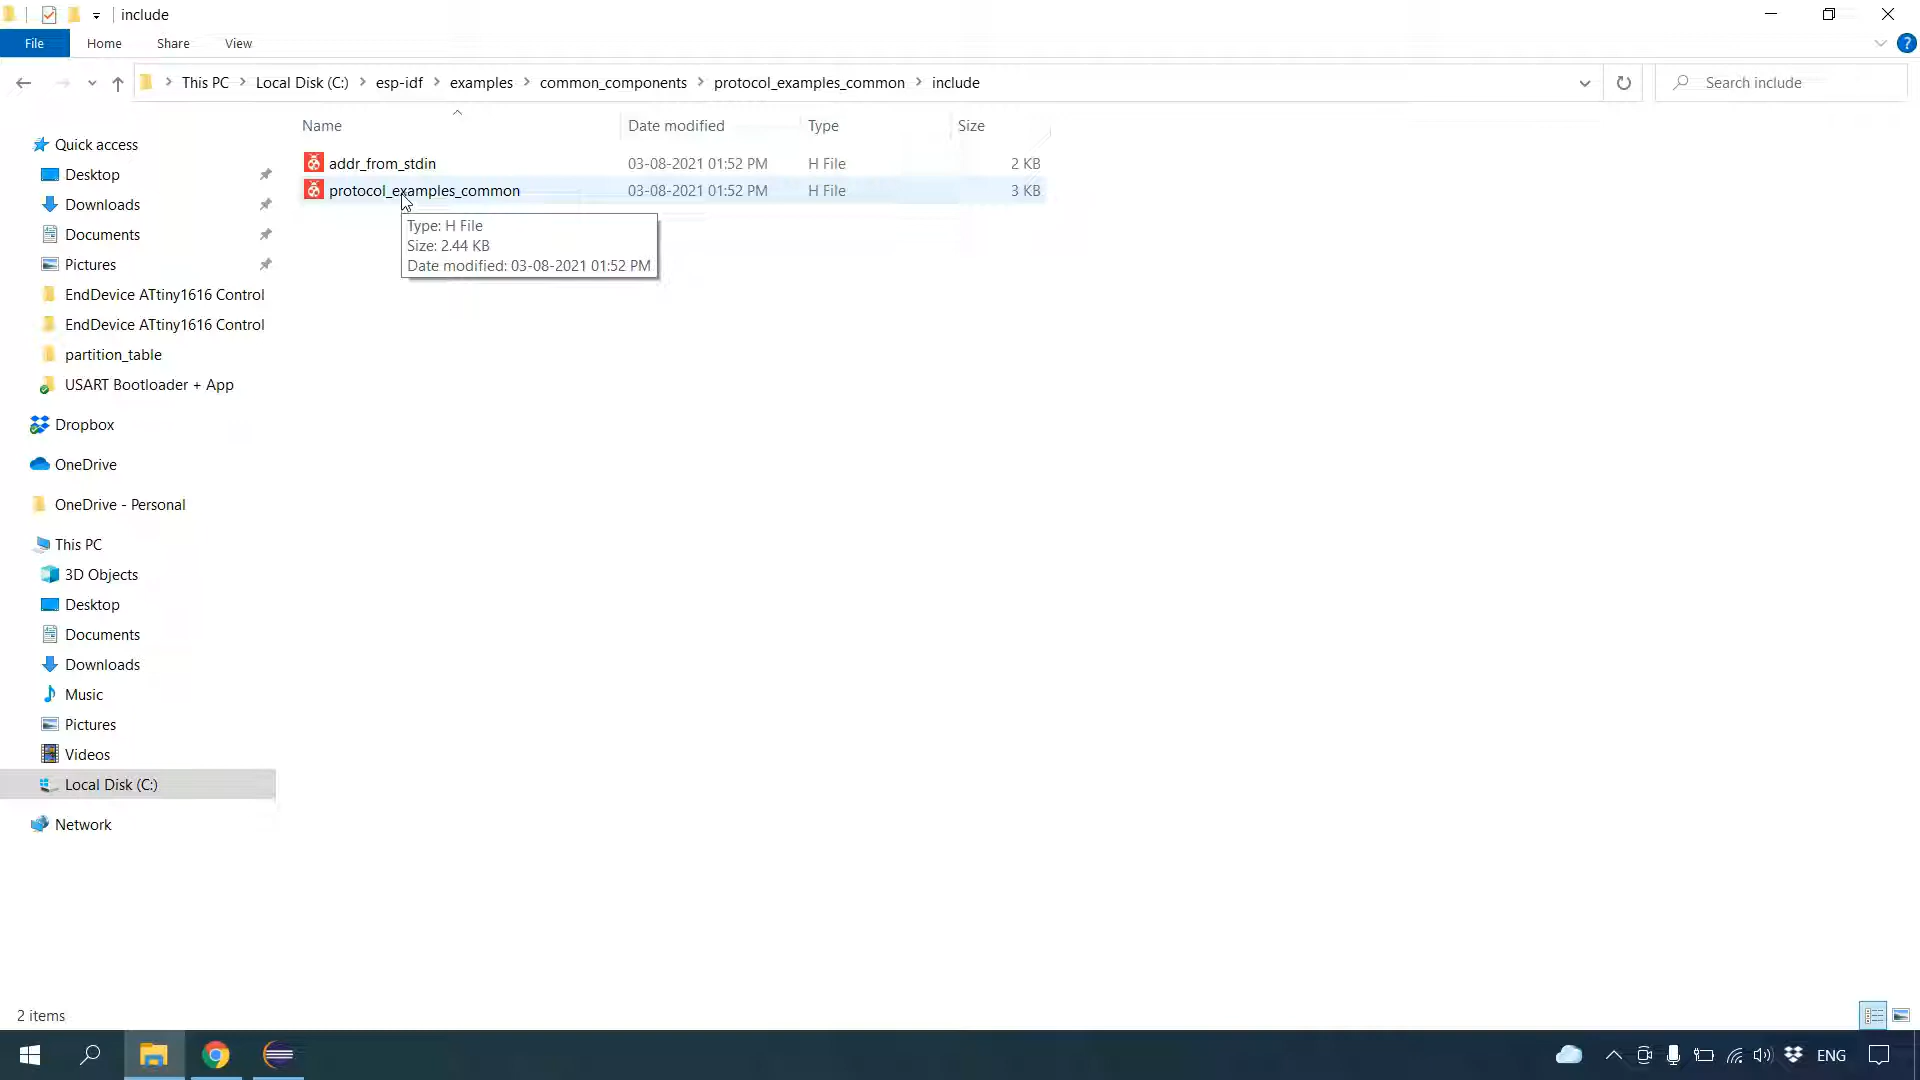 include
File Home Share View
This PC Local Disk (C:) esp-idf examples common_components protocol_examples_common include Search include
Name Date modified Type Size
Quick access
addr_from_stdin 03-08-2021 01:52 PM H File 2 KB
Desktop
protocol_examples_common 03-08-2021 01:52 PM H File 3 KB
Type: H File
Size: 2.44 KB
Date modified: 03-08-2021 01:52 PM
Downloads
Documents
Pictures
EndDevice ATtiny1616 Control
EndDevice ATtiny1616 Control
partition_table
USART Bootloader + App
Dropbox
OneDrive
OneDrive - Personal
This PC
3D Objects
Desktop
Documents
Downloads
Music
Pictures
Videos
Local Disk (C:)
Network
2 items
ENG